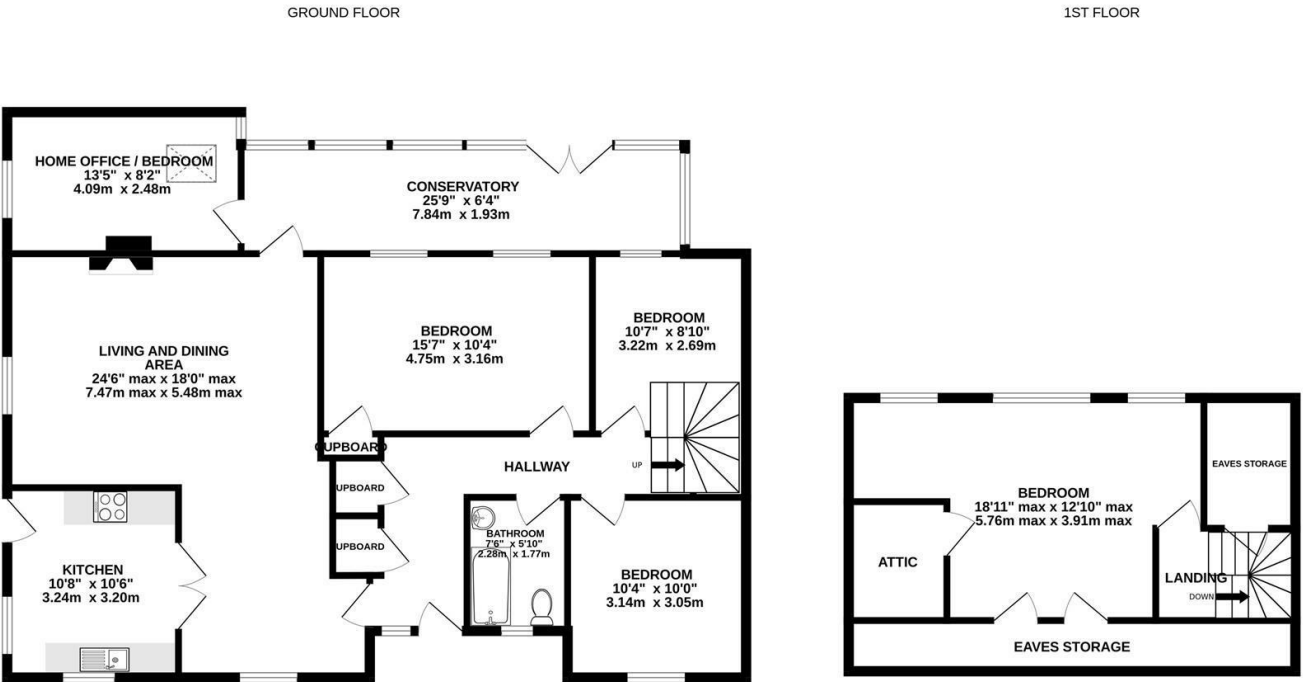 GROUND FLOOR
1ST FLOOR
HOME OFFICE / BEDROOM
13'5" x 8'2"
4.09m x 2.48m
CONSERVATORY
25'9" x 6'4"
7.84m x 1.93m
LIVING AND DINING
AREA
24'6" max x 18'0" max
7.47m max x 5.48m max
BEDROOM
15'7" x 10'4"
4.75m x 3.16m
BEDROOM
10'7" x 8'10"
3.22m x 2.69m
CUPBOARD
HALLWAY
UP
UPBOARD
UPBOARD
BATHROOM
7'6" x 5'10"
2.28m x 1.77m
KITCHEN
10'8" x 10'6"
3.24m x 3.20m
BEDROOM
10'4" x 10'0"
3.14m x 3.05m
EAVES STORAGE
BEDROOM
18'11" max x 12'10" max
5.76m max x 3.91m max
ATTIC
LANDING
DOWN
EAVES STORAGE